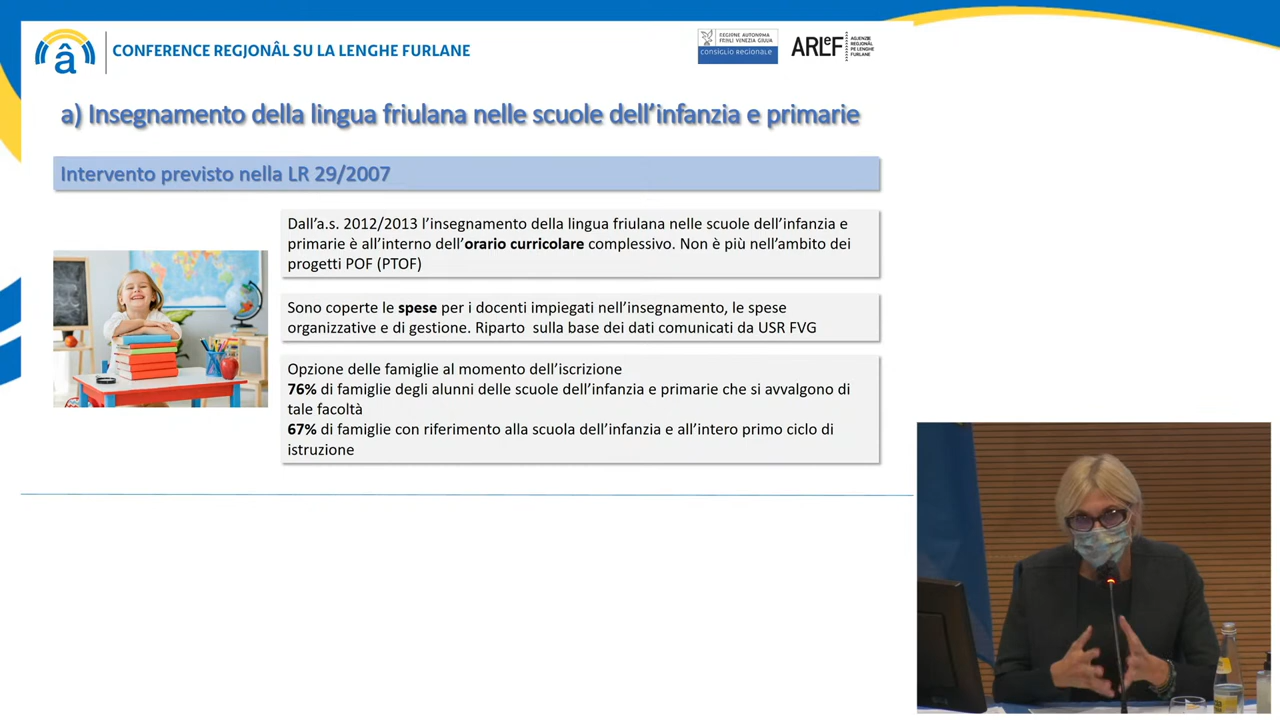 â
CONFERENCE REGJONÂL SU LA LENGHE FURLANE
REGIONE AUTONOMA
FRIULI VENEZIA GIULIA
CONSIGLIO REGIONALE
ARLeF
AGJENZIE
REGJONÂL
PE LENGHE
FURLANE
a) Insegnamento della lingua friulana nelle scuole dell'infanzia e primarie
Intervento previsto nella LR 29/2007
Dall'a.s. 2012/2013 l'insegnamento della lingua friulana nelle scuole dell'infanzia e
primarie è all'interno dell'orario curricolare complessivo. Non è più nell'ambito dei
progetti POF (PTOF)
Sono coperte le spese per i docenti impiegati nell'insegnamento, le spese
organizzative e di gestione. Riparto sulla base dei dati comunicati da USR FVG
Opzione delle famiglie al momento dell'iscrizione
76% di famiglie degli alunni delle scuole dell'infanzia e primarie che si avvalgono di
tale facoltà
67% di famiglie con riferimento alla scuola dell'infanzia e all'intero primo ciclo di
istruzione